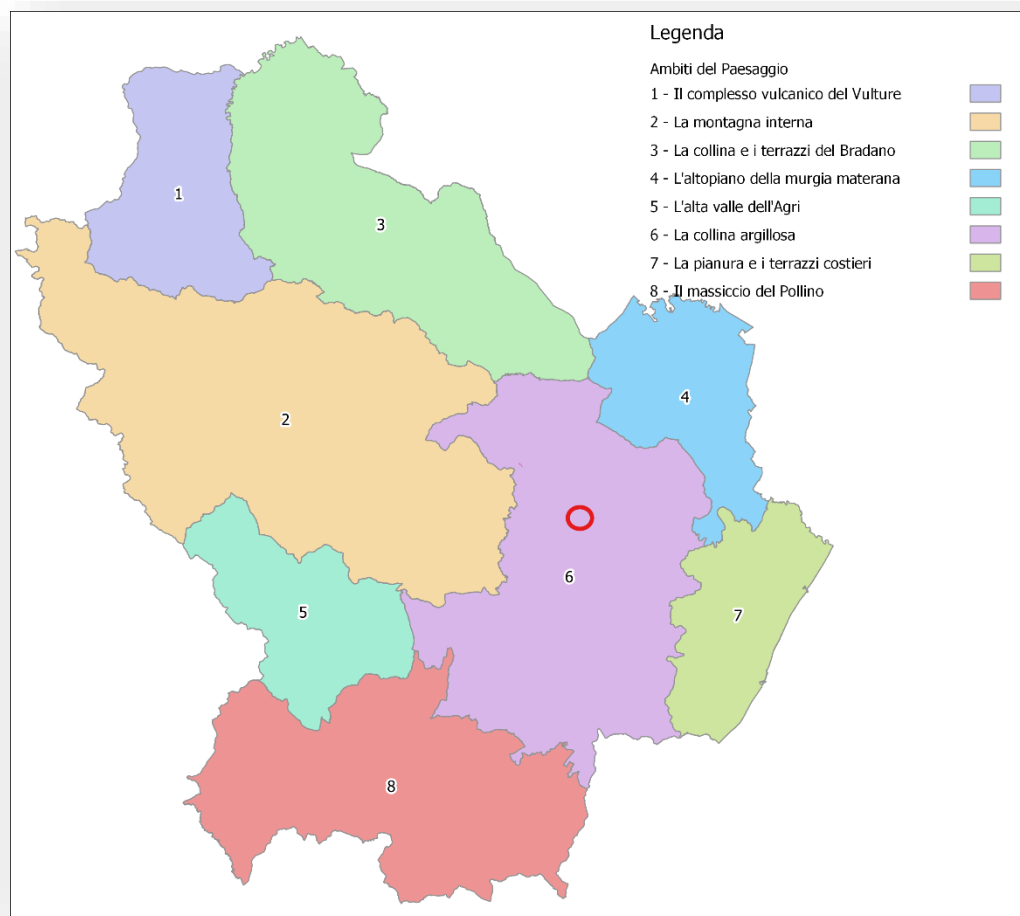 Legenda
Ambiti del Paesaggio
1 - Il complesso vulcanico del Vulture
2 - La montagna interna
3 - La collina e i terrazzi del Bradano
4 - L'altopiano della murgia materana
5 - L'alta valle dell'Agri
6 - La collina argillosa
7 - La pianura e i terrazzi costieri
8 - Il massiccio del Pollino
1
3
4
2
6
5
7
8